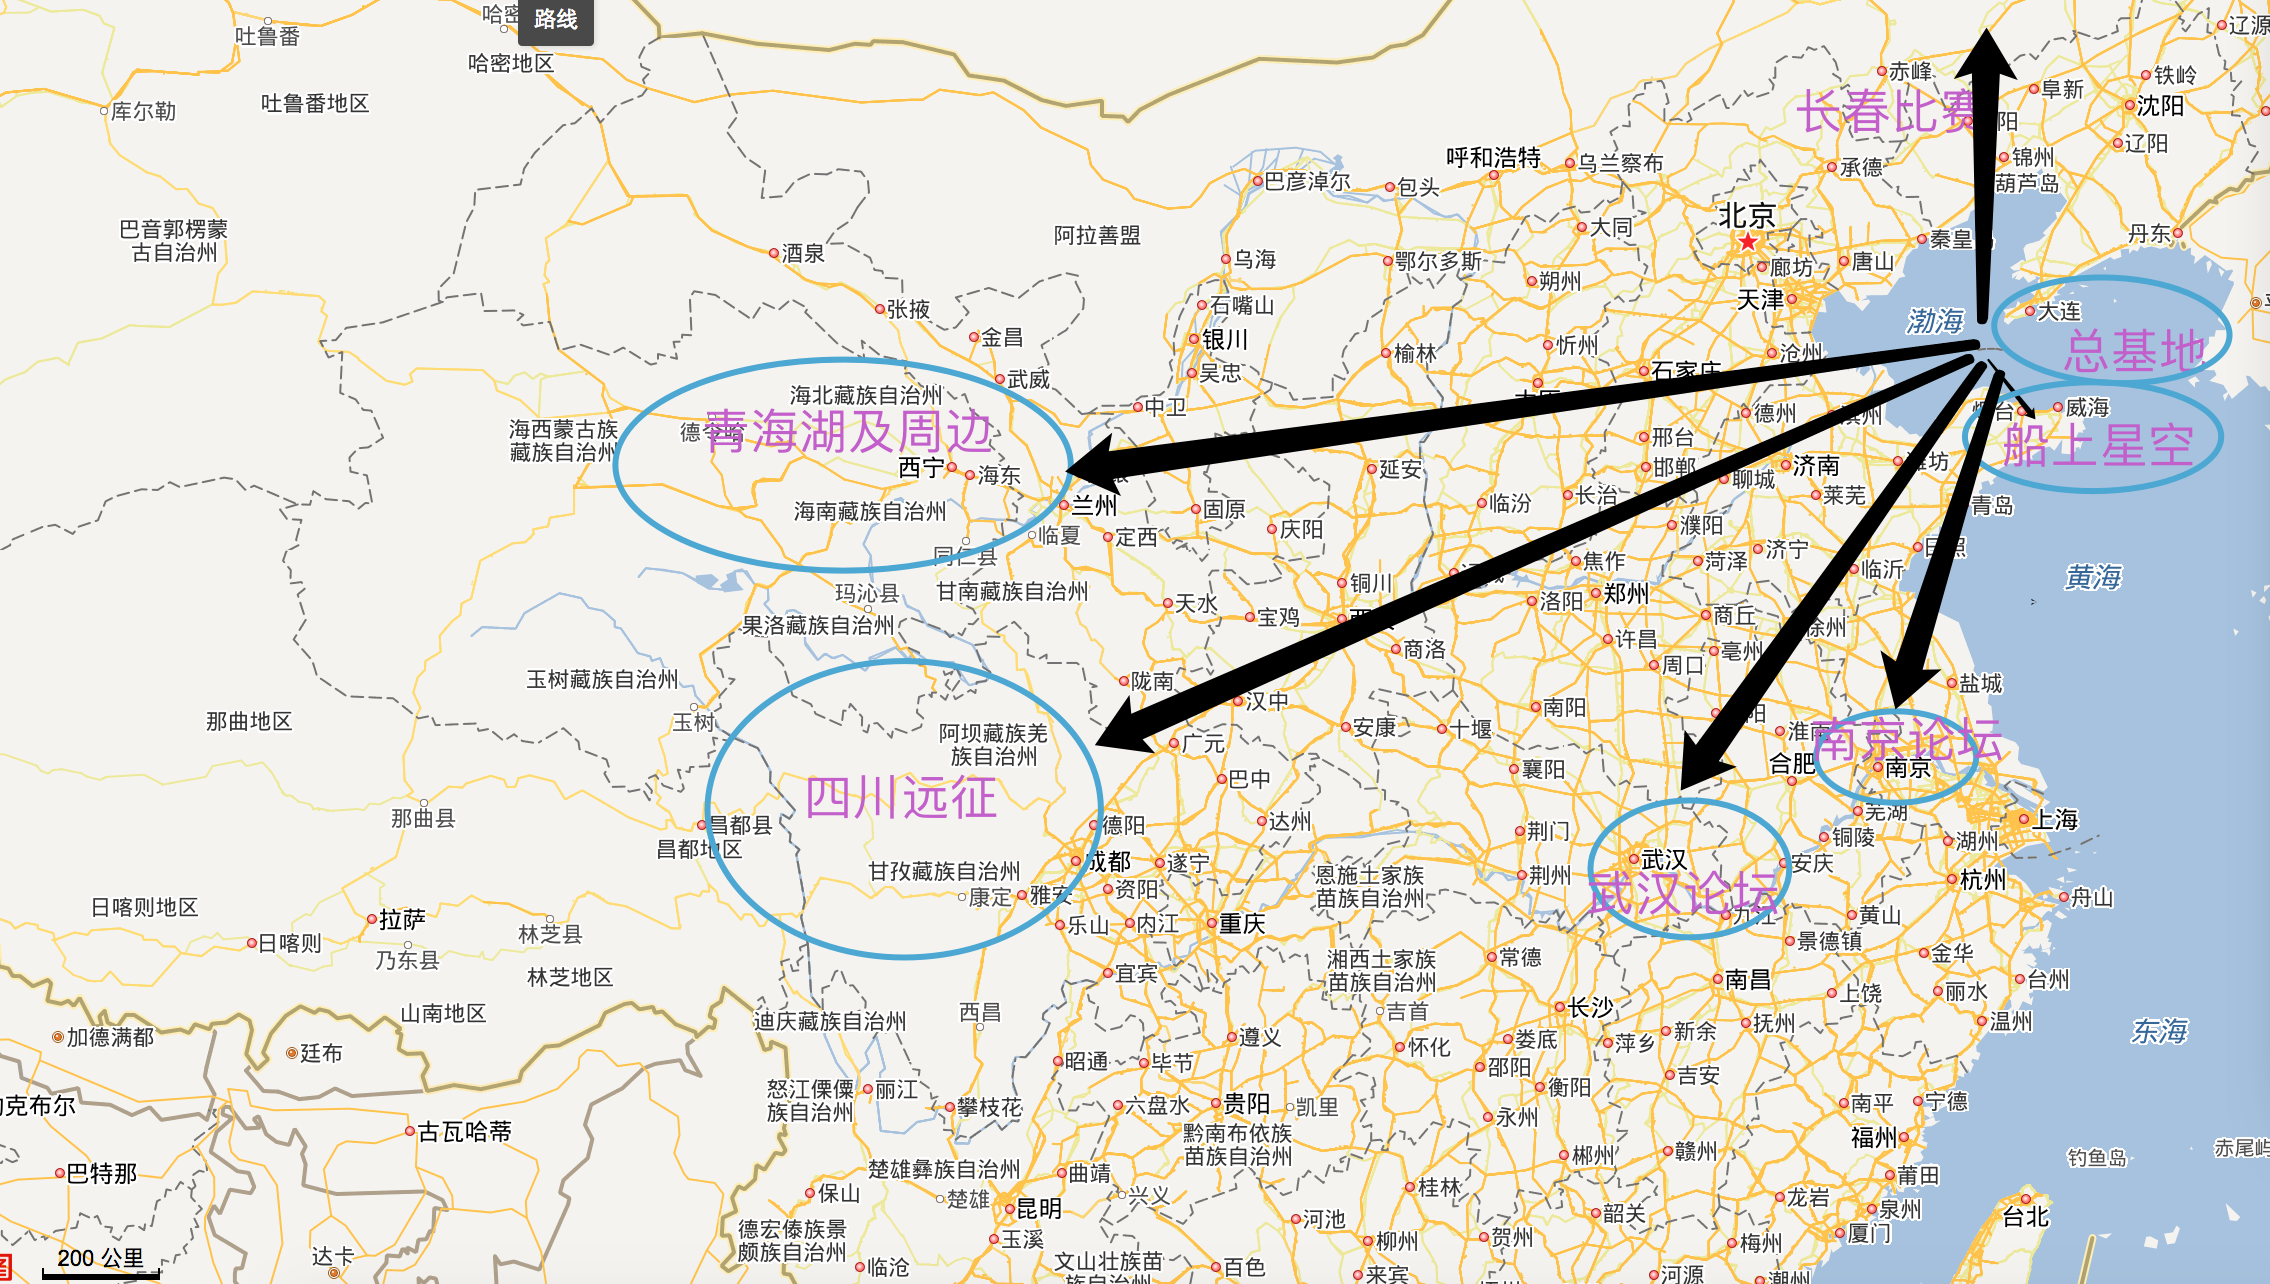 哈密
路线
辽源
吐鲁番
哈密地区
吐鲁番地区
库尔勒
赤峰
铁岭
阜新
沈阳
长春比赛
阳
辽阳
锦州
葫芦岛
呼和浩特
乌兰察布
承德
巴彦淖尔
包头
北京
大同
巴音郭楞蒙
古自治州
阿拉善盟
秦皇
丹东
酒泉
乌海
鄂尔多斯
廊坊
唐山
朔州
天津
张掖
石嘴山
大连
渤海
金昌
银川
榆林
忻州
沧州
总基地
吴忠
石家庄
武威
海北藏族自治州
中卫
德州
滨州
烟台
威海
青海湖及周边
海西蒙古族
藏族自治州
德令哈
邢台
船上星空
西宁
海东
延安
邯郸
济南
潍坊
聊城
莱芜
兰州
临汾
长治
海南藏族自治州
固原
青岛
庆阳
濮阳
临夏
定西
同仁县
济宁
日照
焦作
菏泽
临沂
黄海
铜川
运城
玛沁县
甘南藏族自治州
天水
洛阳
郑州
宝鸡
商丘
果洛藏族自治州
徐州
商洛
许昌
亳州
周口
玉树藏族自治州
陇南
盐城
汉中
南阳
那曲地区
玉树
阿坝藏族羌
族自治州
安康
十堰
阳
淮南
南京论坛
广元
合肥
南京
襄阳
巴中
四川远征
那曲县
昌都县
德阳
达州
荆门
芜湖
上海
昌都地区
铜陵
湖州
成都
遂宁
武汉
安庆
甘孜藏族自治州
恩施土家族
苗族自治州
荆州
杭州
康定
雅安
资阳
武汉论坛
舟山
日喀则地区
拉萨
乐山
内江
重庆
九江
黄山
林芝县
日喀则
景德镇
金华
乃东县
湘西土家族
苗族自治州
常德
林芝地区
宜宾
南昌
台州
上饶
丽水
山南地区
西昌
吉首
长沙
迪庆藏族自治州
抚州
温州
加德满都
遵义
娄底
新余
东海
廷布
怀化
萍乡
昭通
毕节
邵阳
怒江傈僳
族自治州
丽江
衡阳
吉安
克布尔
攀枝花
六盘水
贵阳
凯里
南平
宁德
永州
古瓦哈蒂
黔南布依族
苗族自治州
福州
楚雄彝族自治州
曲靖
郴州
赣州
钓鱼岛
赤尾屿
巴特那
莆田
保山
楚雄
兴义
桂林
龙岩
昆明
河池
韶关
泉州
台北
德宏傣族景
颇族自治州
玉溪
柳州
贺州
梅州
厦门
200 公里
达卡
临沧
文山壮族苗
族自治州
百色
来宾
河源
潮州